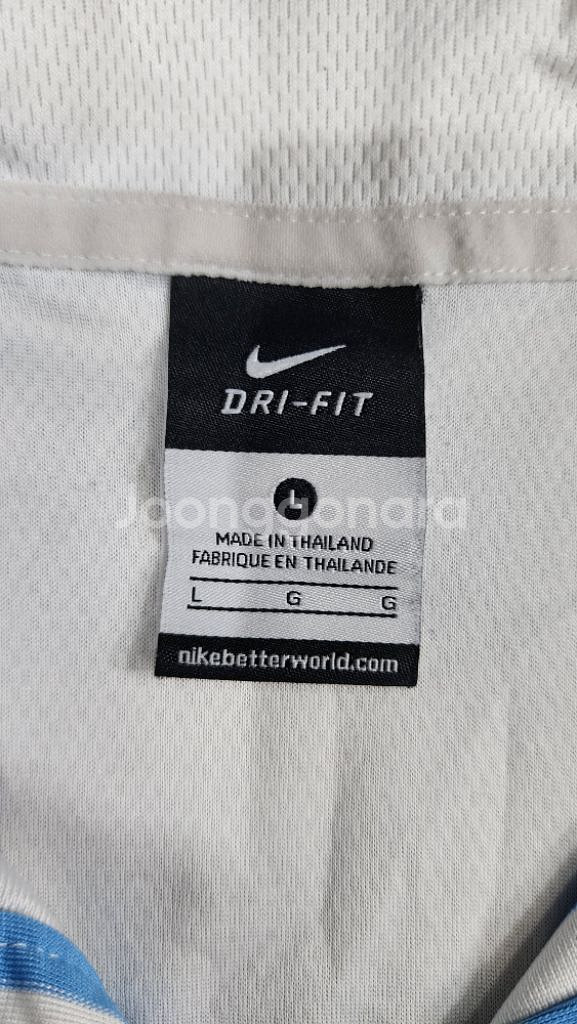 DRI-FIT
L
Joonggonara
MADE IN THAILAND
FABRIQUE EN THAILANDE
L G G
nikebetterworld.com